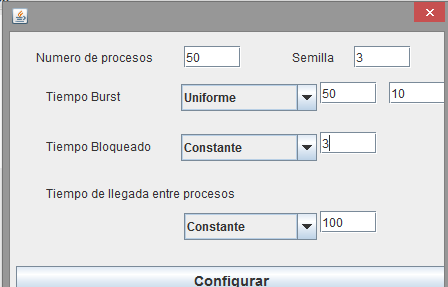 Numero de procesos 50 Semilla 3
Tiempo Burst Uniforme 50 10
Tiempo Bloqueado Constante 3
Tiempo de llegada entre procesos
Constante 100
Configurar